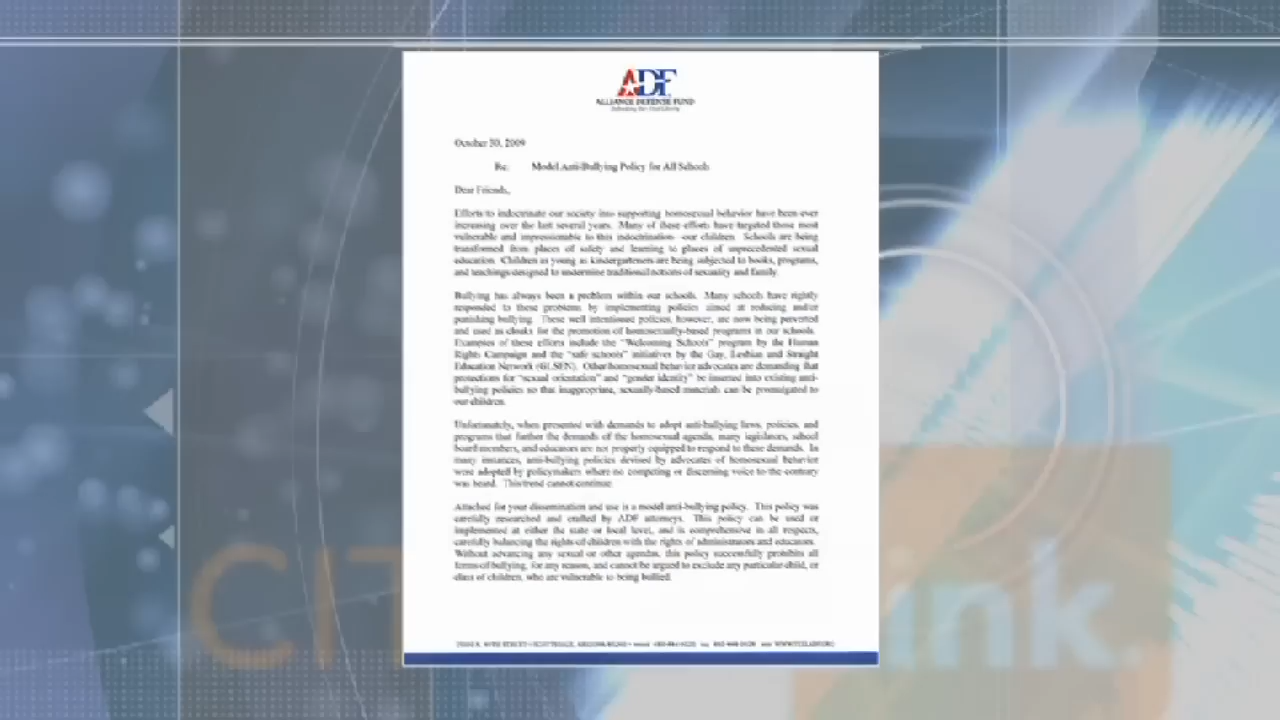 ADF
ALLIANCE DEFENSE FUND
October 30, 2009
Re: Model Anti-Bullying Policy for All Schools
Dear Friends,
Efforts to indoctrinate our society into supporting homosexual behavior have been ever
increasing over the last several years. Many of these efforts have targeted those most
vulnerable and impressionable to this indoctrination—our children. Schools are being
transformed from places of safety and learning to places of unprecedented sexual
education. Children as young as kindergarteners are being subjected to books, programs,
and teachings designed to undermine traditional notions of sexuality and family.
Bullying has always been a problem within our schools. Many schools have rightly
responded to these problems by implementing policies aimed at reducing and/or
punishing bullying. These well intentioned policies, however, are now being perverted
and used as cloaks for the promotion of homosexually-based programs in our schools.
Examples of these efforts include the "Welcoming Schools" program by the Human
Rights Campaign and the "safe schools" initiatives by the Gay, Lesbian and Straight
Education Network (GLSEN). Other homosexual behavior advocates are demanding that
protections for "sexual orientation" and "gender identity" be inserted into existing anti-
bullying policies so that inappropriate, sexually-based materials can be promulgated to
our children.
Unfortunately, when presented with demands to adopt anti-bullying laws, policies, and
programs that further the demands of the homosexual agenda, many legislators, school
board members, and educators are not properly equipped to respond to these demands. In
many instances, anti-bullying policies devised by advocates of homosexual behavior
were adopted by policymakers where no competing or discerning voice to the contrary
was heard. This trend cannot continue.
Attached for your dissemination and use is a model anti-bullying policy. This policy was
carefully researched and crafted by ADF attorneys. This policy can be used or
implemented at either the state or local level, and is comprehensive in all respects,
carefully balancing the rights of children with the rights of administrators and educators.
Without advancing any sexual or other agendas, this policy successfully prohibits all
forms of bullying, for any reason, and cannot be argued to exclude any particular child, or
class of children, who are vulnerable to being bullied.
CIT
nk.